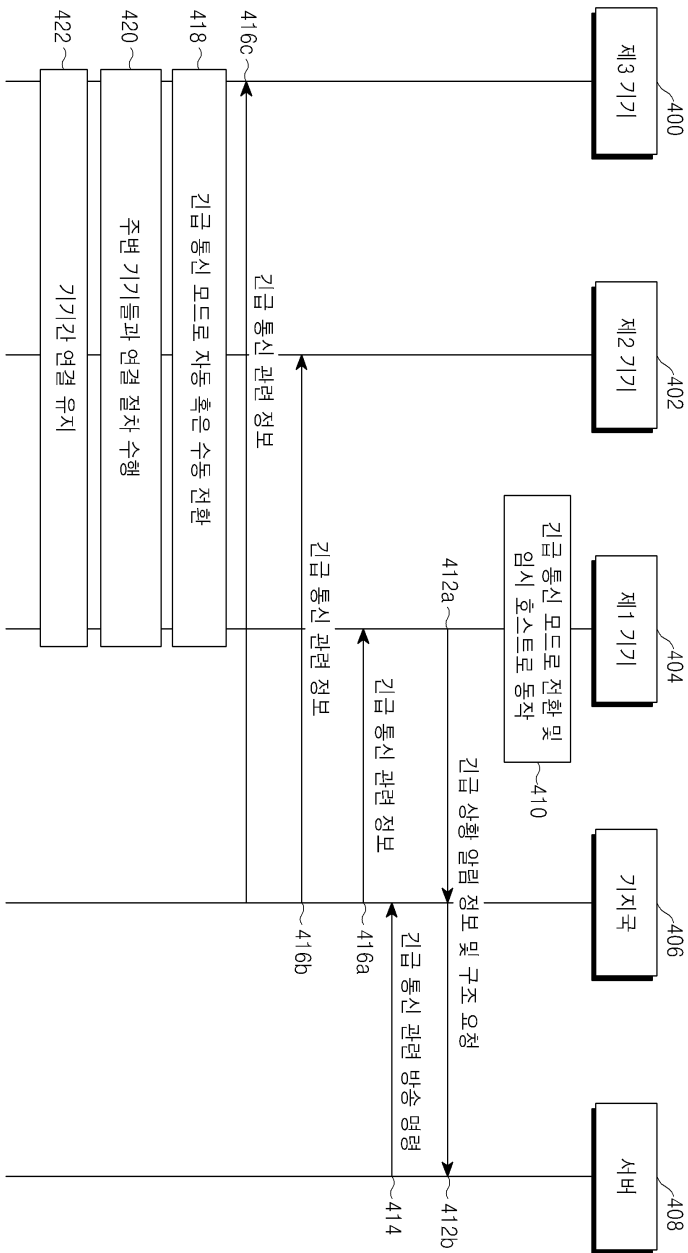 제3 기기
400
제2 기기
402
제1 기기
404
기지국
406
서버
408
긴급 통신 모드로 전환 및
임시 호스트로 동작
410
412a
긴급 상황 알림 정보 및 구조 요청
412b
긴급 통신 관련 방송 명령
414
긴급 통신 관련 정보
416a
긴급 통신 관련 정보
416b
긴급 통신 관련 정보
416c
긴급 통신 모드로 자동 혹은 수동 전환
418
주변 기기들과 연결 절차 수행
420
기기간 연결 유지
422